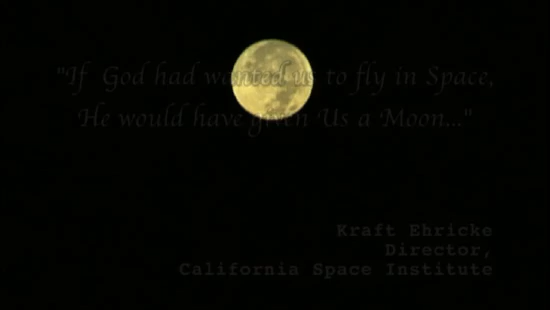 "If God had wanted us to fly in Space,
He would have given Us a Moon..."
Kraft Ehricke
Director,
California Space Institute